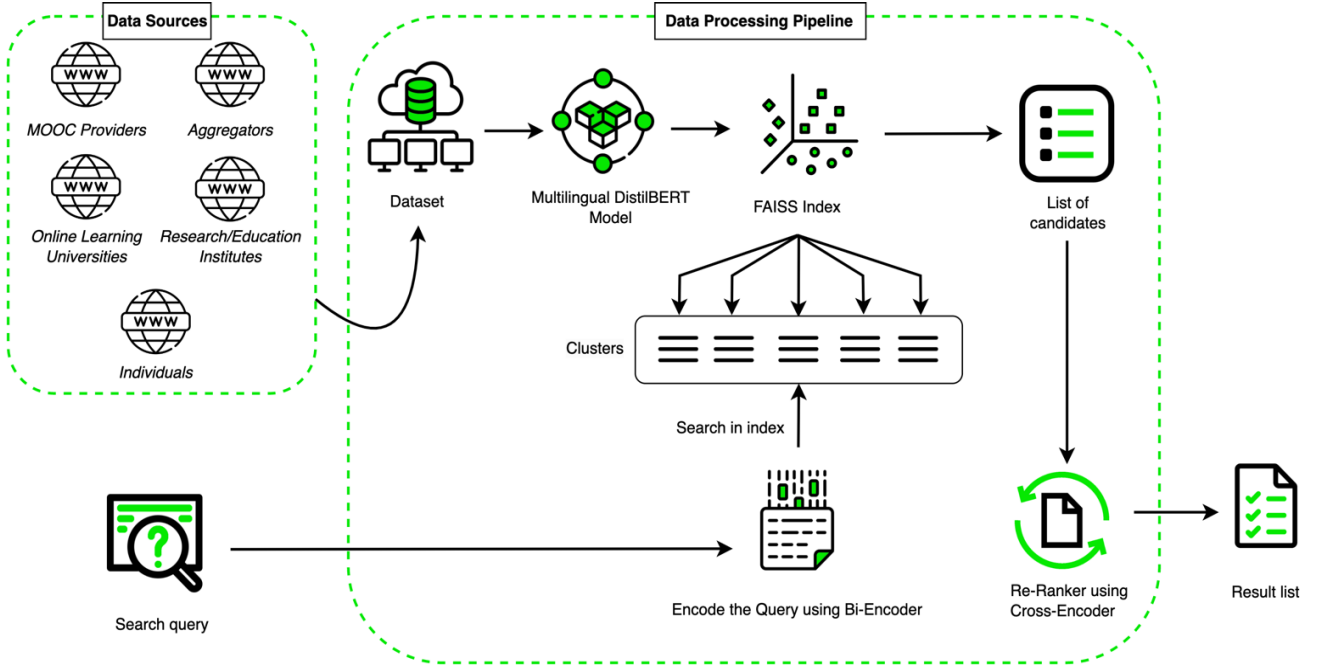 Data Sources
WWW
MOOC Providers
WWW
Aggregators
WWW
Online Learning
Universities
WWW
Research/Education
Institutes
WWW
Individuals
Data Processing Pipeline
Dataset
Multilingual DistilBERT
Model
FAISS Index
List of
candidates
Clusters
Search in index
?
Search query
Encode the Query using Bi-Encoder
Re-Ranker using
Cross-Encoder
Result list